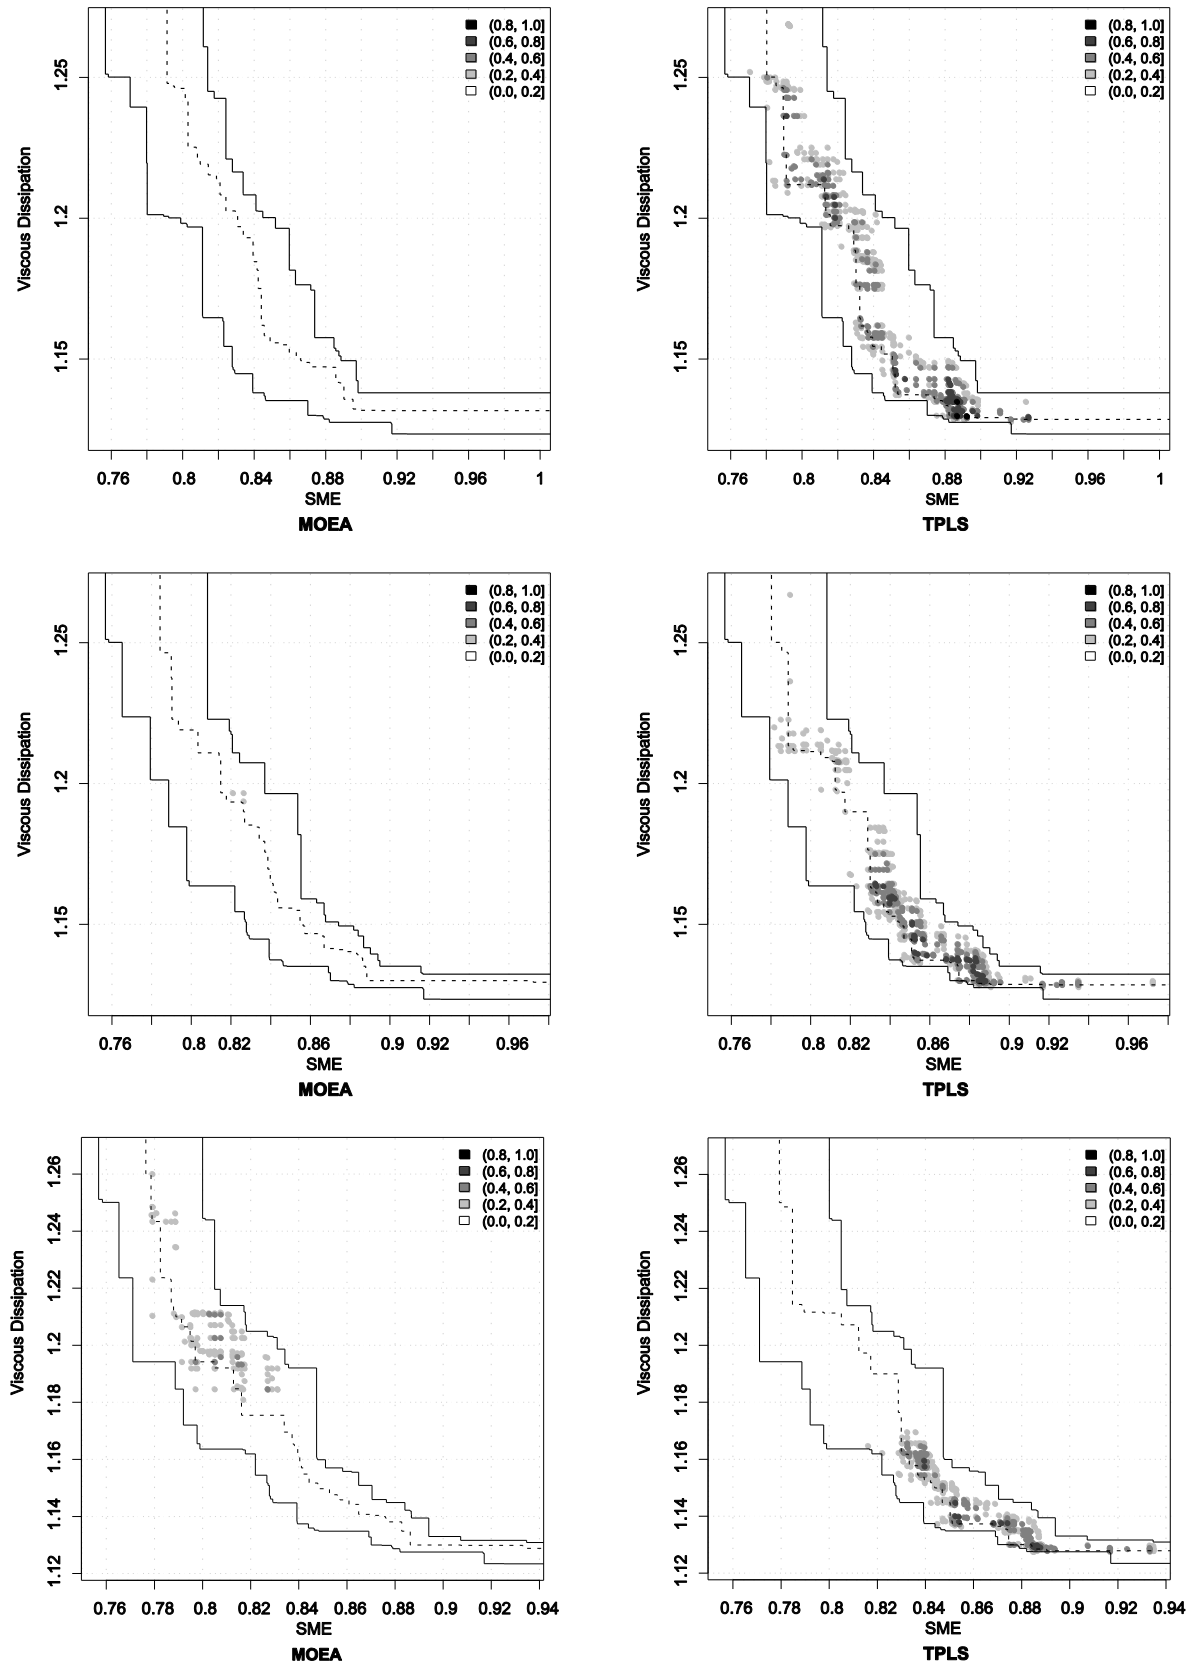 (0.8, 1.0]
(0.6, 0.8]
(0.4, 0.6]
(0.2, 0.4]
(0.0, 0.2]
1.25
1.2
1.15
Viscous Dissipation
0.76 0.8 0.84 0.88 0.92 0.96 1
SME
MOEA
(0.8, 1.0]
(0.6, 0.8]
(0.4, 0.6]
(0.2, 0.4]
(0.0, 0.2]
1.25
1.2
1.15
Viscous Dissipation
0.76 0.8 0.84 0.88 0.92 0.96 1
SME
TPLS
(0.8, 1.0]
(0.6, 0.8]
(0.4, 0.6]
(0.2, 0.4]
(0.0, 0.2]
1.25
1.2
1.15
Viscous Dissipation
0.76 0.8 0.82 0.86 0.9 0.92 0.96
SME
MOEA
(0.8, 1.0]
(0.6, 0.8]
(0.4, 0.6]
(0.2, 0.4]
(0.0, 0.2]
1.25
1.2
1.15
Viscous Dissipation
0.76 0.8 0.82 0.86 0.9 0.92 0.96
SME
TPLS
(0.8, 1.0]
(0.6, 0.8]
(0.4, 0.6]
(0.2, 0.4]
(0.0, 0.2]
1.26
1.24
1.22
1.2
1.18
1.16
1.14
1.12
Viscous Dissipation
0.76 0.78 0.8 0.82 0.84 0.86 0.88 0.9 0.92 0.94
SME
MOEA
(0.8, 1.0]
(0.6, 0.8]
(0.4, 0.6]
(0.2, 0.4]
(0.0, 0.2]
1.26
1.24
1.22
1.2
1.18
1.16
1.14
1.12
Viscous Dissipation
0.76 0.78 0.8 0.82 0.84 0.86 0.88 0.9 0.92 0.94
SME
TPLS